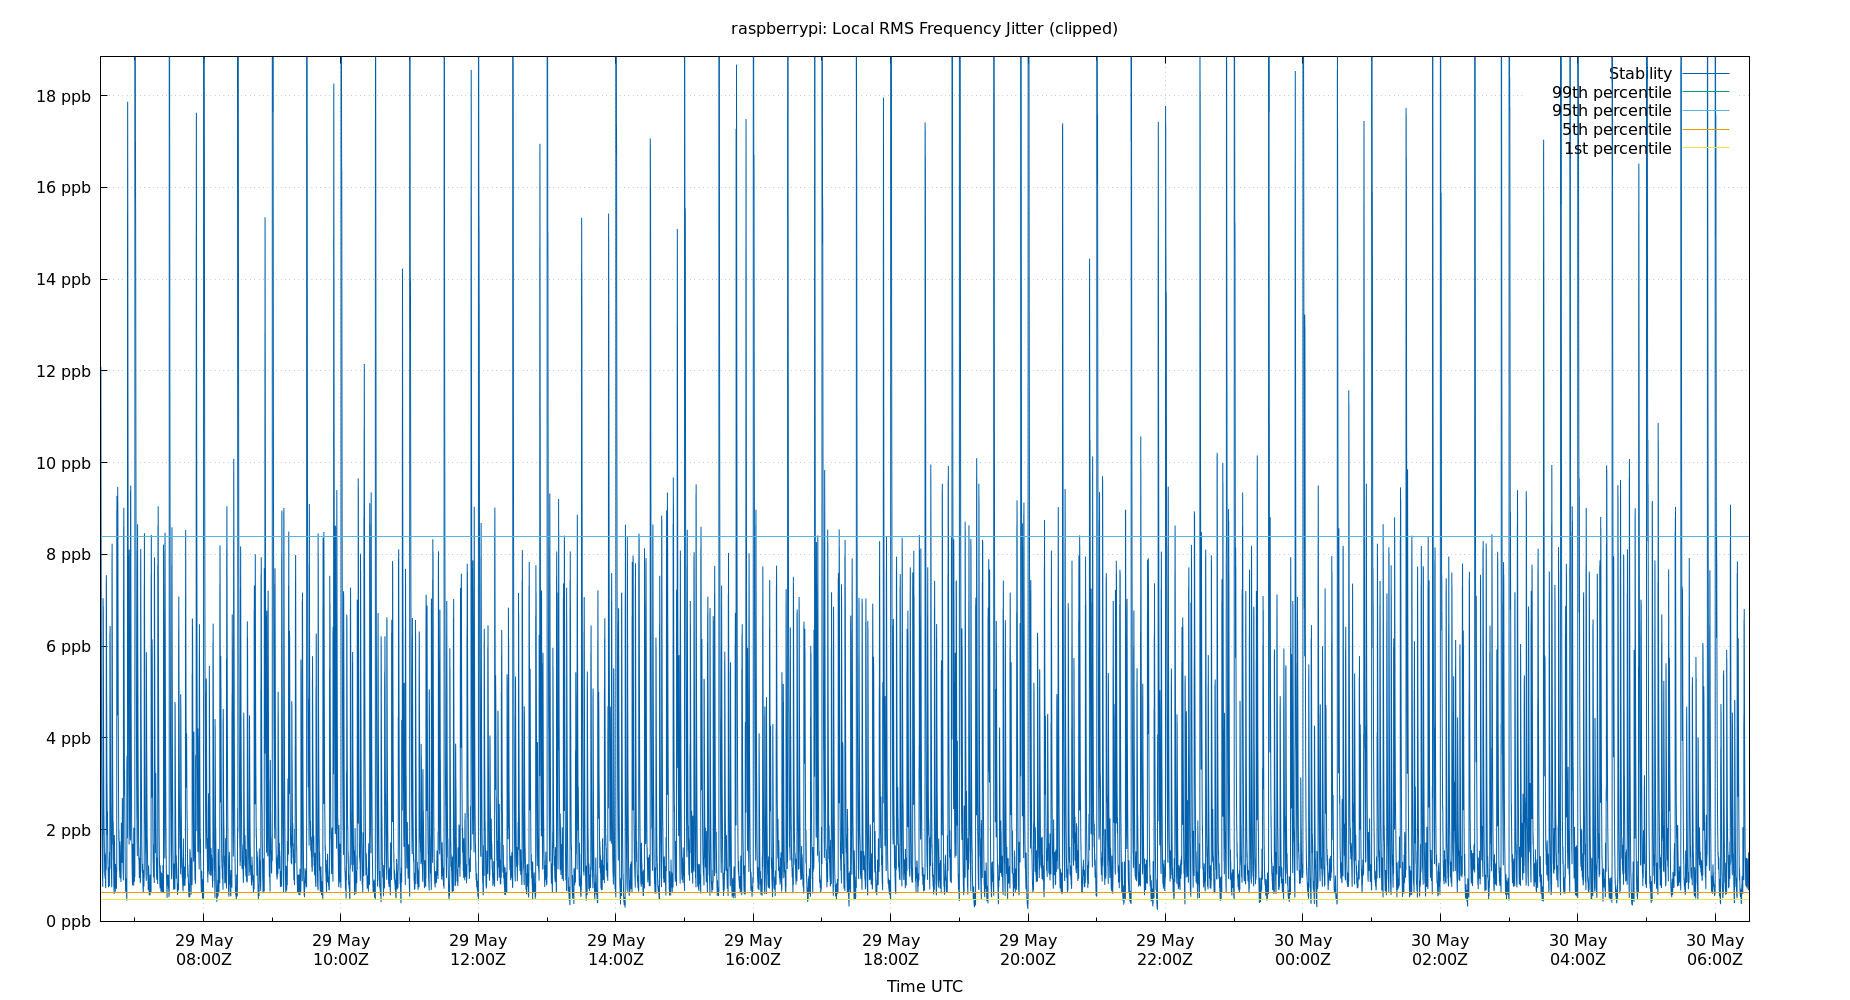 raspberrypi: Local RMS Frequency Jitter (clipped)
Stability
99th percentile
95th percentile
5th percentile
1st percentile
18 ppb
16 ppb
14 ppb
12 ppb
10 ppb
8 ppb
6 ppb
4 ppb
2 ppb
0 ppb
29 May 29 May 29 May 29 May 29 May 29 May 29 May 29 May 30 May 30 May 30 May 30 May
08:00Z 10:00Z 12:00Z 14:00Z 16:00Z 18:00Z 20:00Z 22:00Z 00:00Z 02:00Z 04:00Z 06:00Z
Time UTC